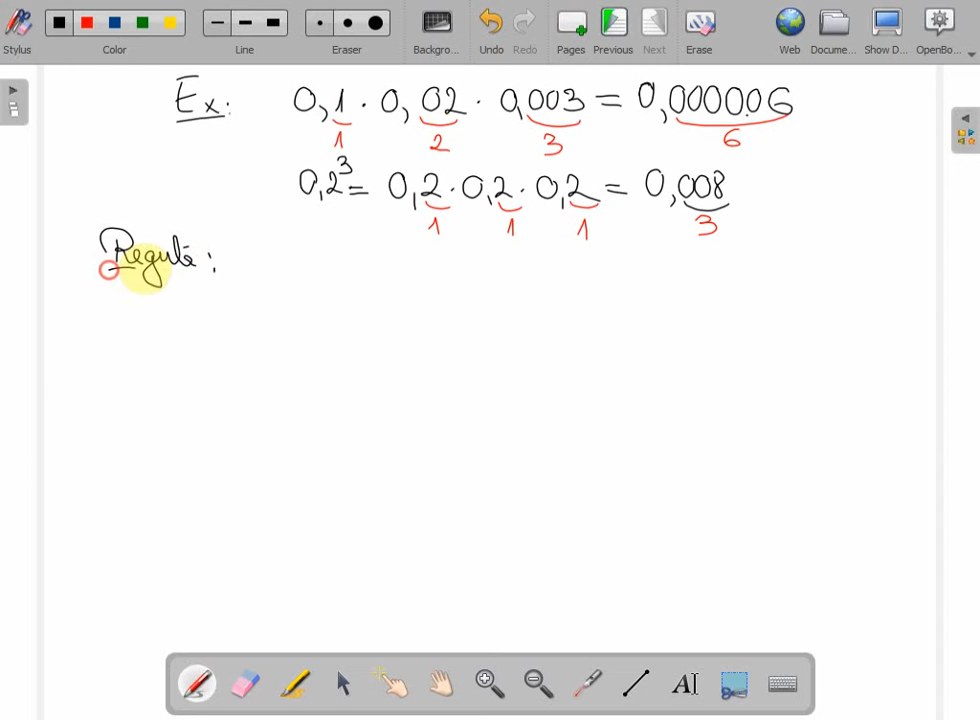 Stylus Color Line Eraser Backgro... Undo Redo Pages Previous Next Erase Web Docume... Show D... OpenBo...
Ex: 0,1 · 0,02 · 0,003 = 0,000006
1 2 3 6
0,2³ = 0,2 · 0,2 · 0,2 = 0,008
1 1 1 3
Regulă: